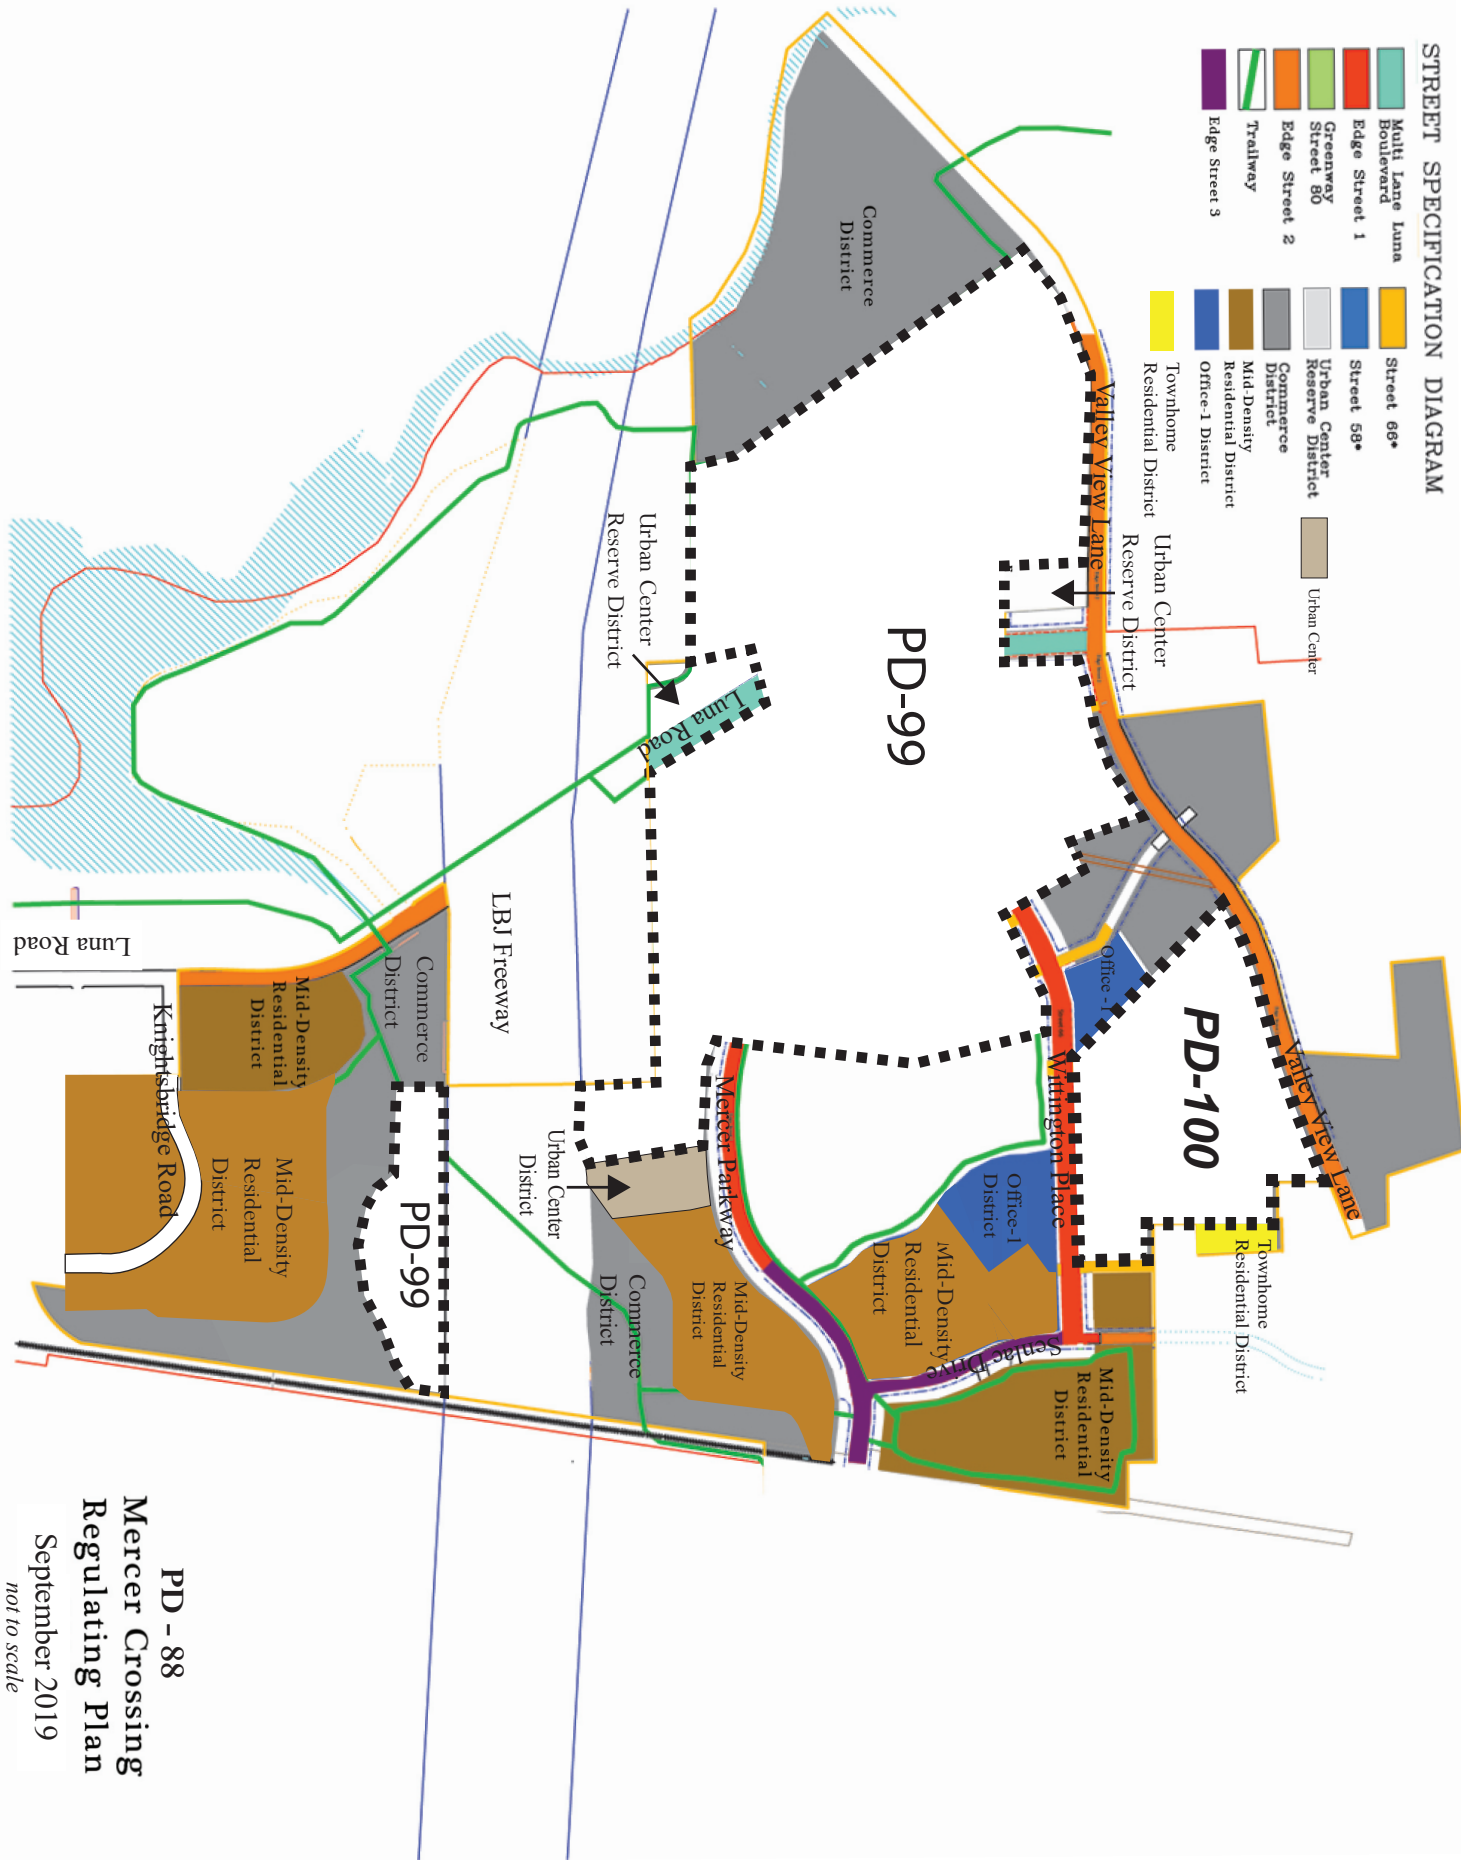 STREET SPECIFICATION DIAGRAM
Multi Lane Luna
Boulevard
Edge Street 1
Greenway
Street 80
Edge Street 2
Trailway
Edge Street 3
Street 66*
Street 58*
Urban Center
Reserve District
Commerce
District
Mid-Density
Residential District
Office-1 District
Townhome
Residential District
Urban Center
Commerce
District
Valley View Lane
Urban Center
Reserve District
Urban Center
Reserve District
PD-99
Luna Road
Office -1
PD-100
Valley View Lane
Wittington Place
LBJ Freeway
Luna Road
Commerce
District
Mid-Density
Residential
District
Knightsbridge Road
Mid-Density
Residential
District
PD-99
Mercer Parkway
Urban Center
District
Office-1
District
Mid-Density
Residential
District
Townhome
Residential District
Commerce
District
Mid-Density
Residential
District
Senlac Drive
Mid-Density
Residential
District
PD - 88
Mercer Crossing
Regulating Plan
September 2019
not to scale